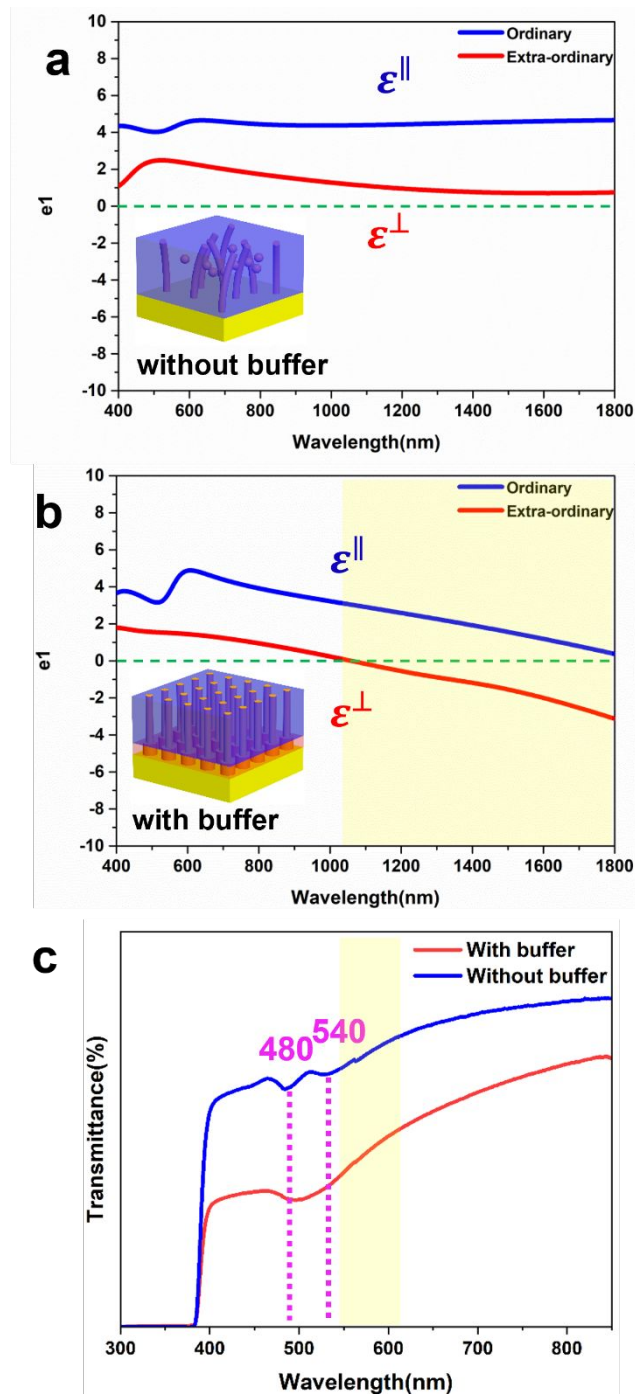 a
Ordinary
Extra-ordinary
ε∥
ε⊥
e1
10
8
6
4
2
0
-2
-4
-6
-8
-10
without buffer
400 600 800 1000 1200 1400 1600 1800
Wavelength(nm)
b
Ordinary
Extra-ordinary
ε∥
ε⊥
e1
10
8
6
4
2
0
-2
-4
-6
-8
-10
with buffer
400 600 800 1000 1200 1400 1600 1800
Wavelength(nm)
c
With buffer
Without buffer
480 540
Transmittance(%)
300 400 500 600 700 800
Wavelength(nm)